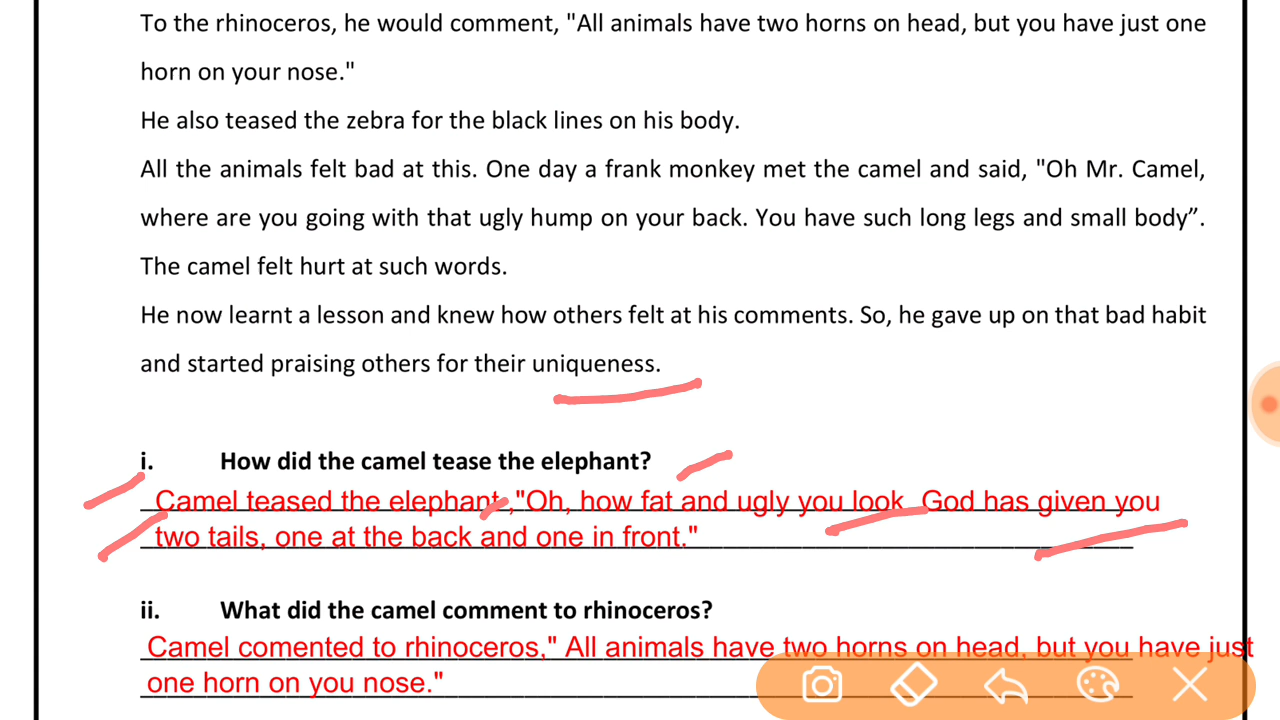 To the rhinoceros, he would comment, "All animals have two horns on head, but you have just one
horn on your nose."
He also teased the zebra for the black lines on his body.
All the animals felt bad at this. One day a frank monkey met the camel and said, "Oh Mr. Camel,
where are you going with that ugly hump on your back. You have such long legs and small body”.
The camel felt hurt at such words.
He now learnt a lesson and knew how others felt at his comments. So, he gave up on that bad habit
and started praising others for their uniqueness.
i. How did the camel tease the elephant?
Camel teased the elephant ,"Oh, how fat and ugly you look God has given you
two tails, one at the back and one in front."
ii. What did the camel comment to rhinoceros?
Camel comented to rhinoceros," All animals have two horns on head, but you have just
one horn on you nose."